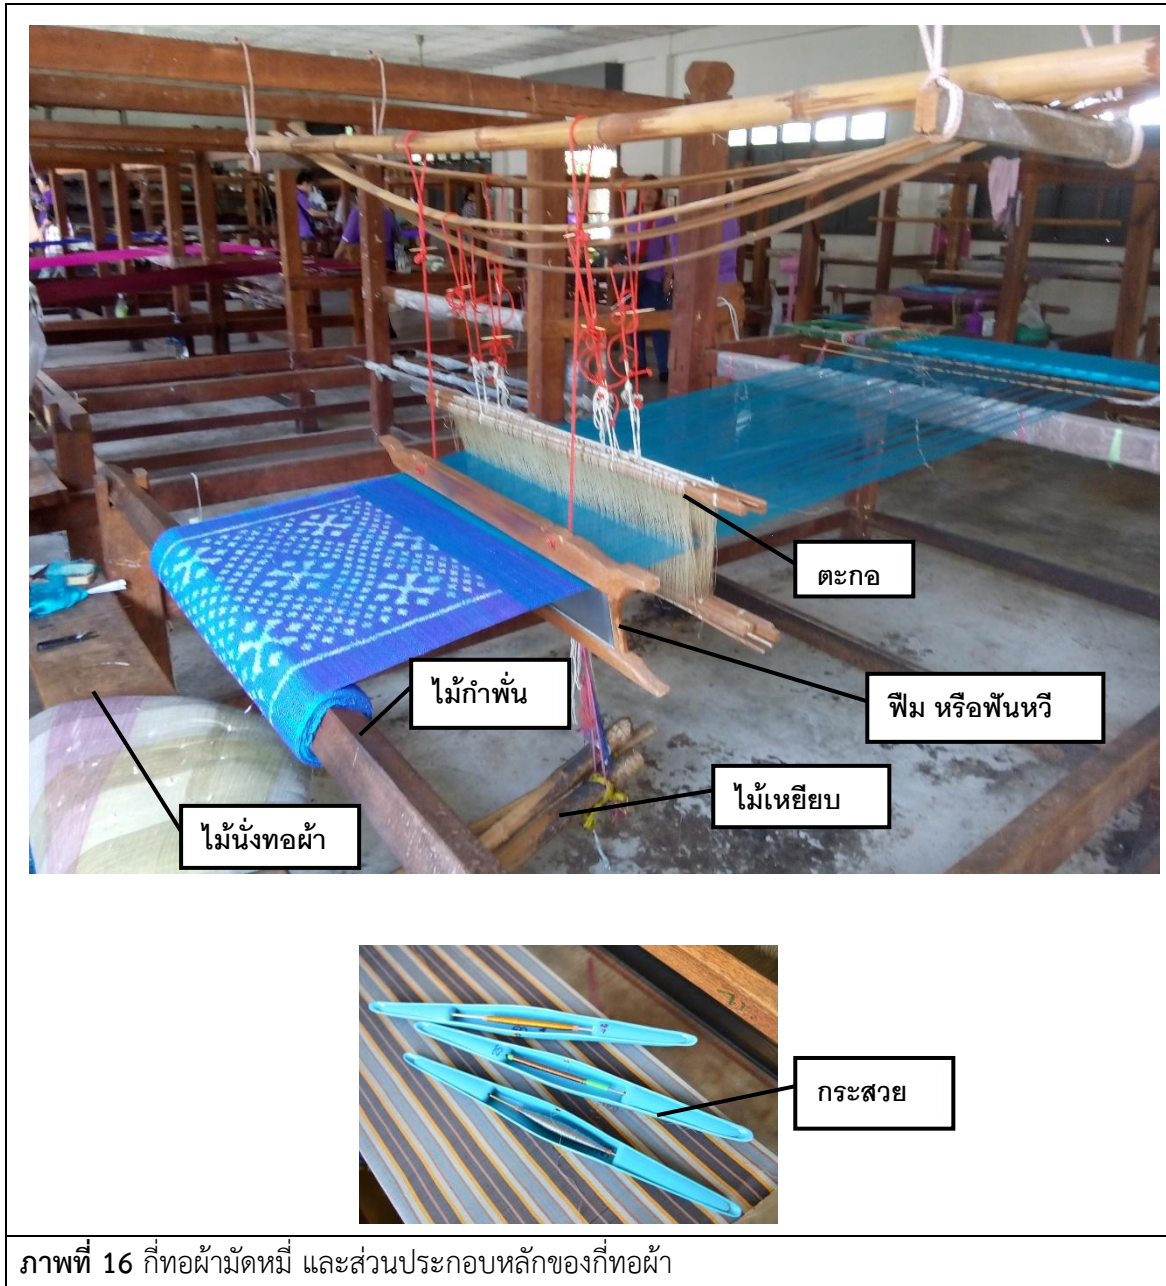 ตะกอ
ฟืม หรือฟันหวี
ไม้กำพั่น
ไม้เหยียบ
ไม้นั่งทอผ้า
กระสวย
ภาพที่ 16 กี่ทอผ้ามัดหมี่ และส่วนประกอบหลักของกี่ทอผ้า